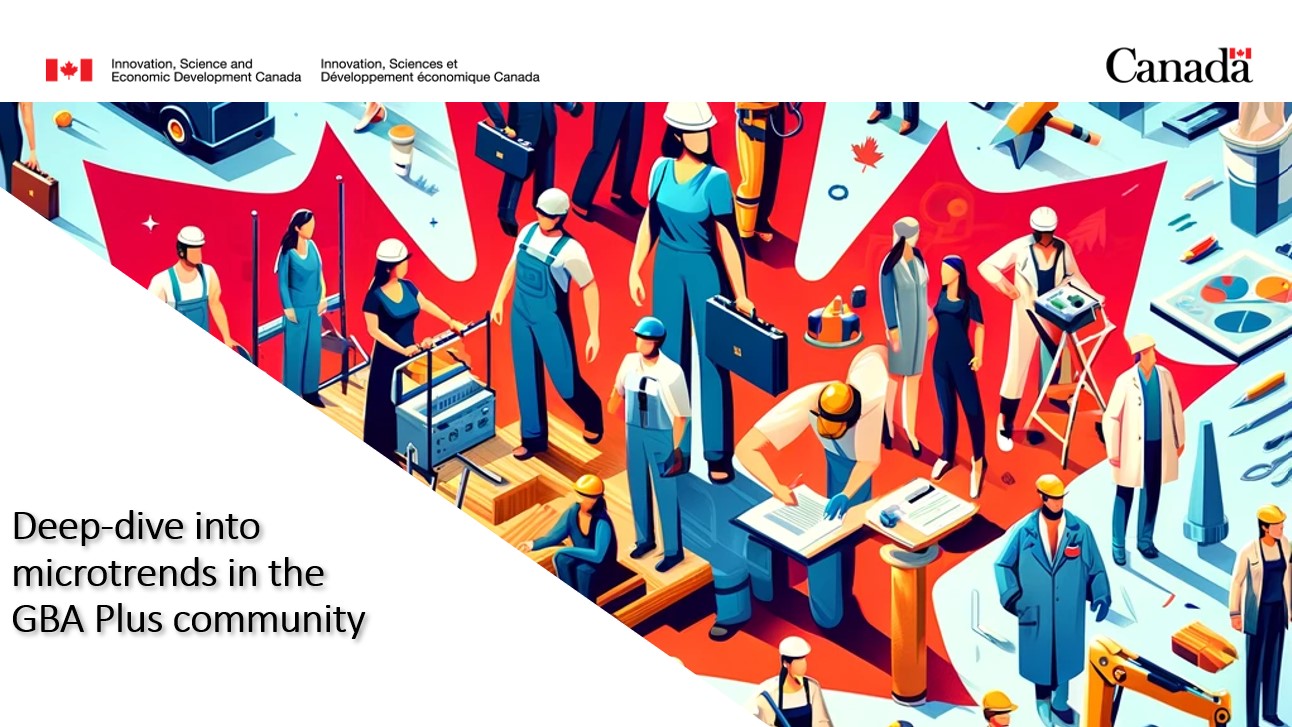 Innovation, Science and
Economic Development Canada
Innovation, Sciences et
Développement économique Canada
Canada
Deep-dive into
microtrends in the
GBA Plus community